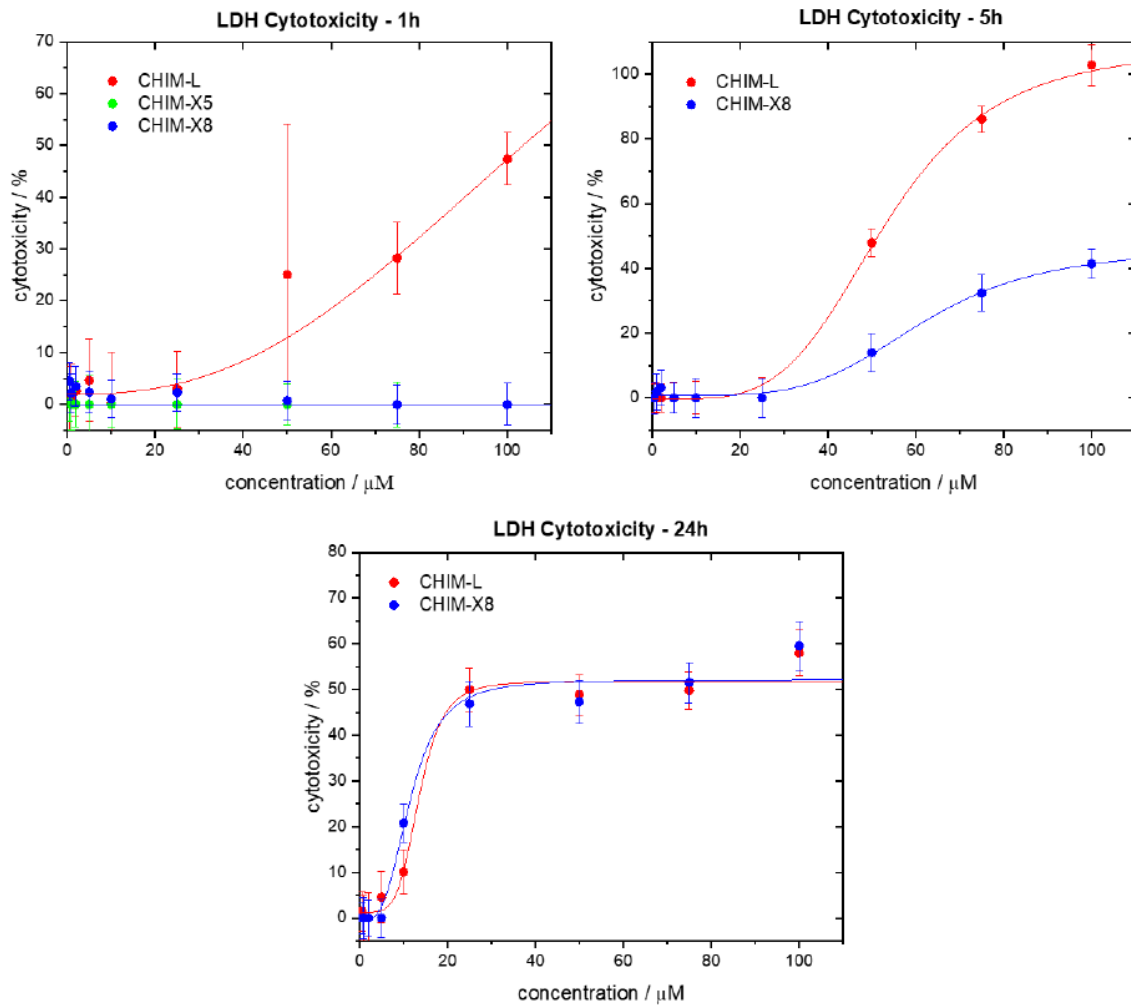 LDH Cytotoxicity - 1h
70
60
50
40
30
20
10
0
cytotoxicity / %
CHIM-L
CHIM-X5
CHIM-X8
0 20 40 60 80 100
concentration / μM
LDH Cytotoxicity - 5h
100
80
60
40
20
0
cytotoxicity / %
CHIM-L
CHIM-X8
0 20 40 60 80 100
concentration / μM
LDH Cytotoxicity - 24h
80
70
60
50
40
30
20
10
0
cytotoxicity / %
CHIM-L
CHIM-X8
0 20 40 60 80 100
concentration / μM